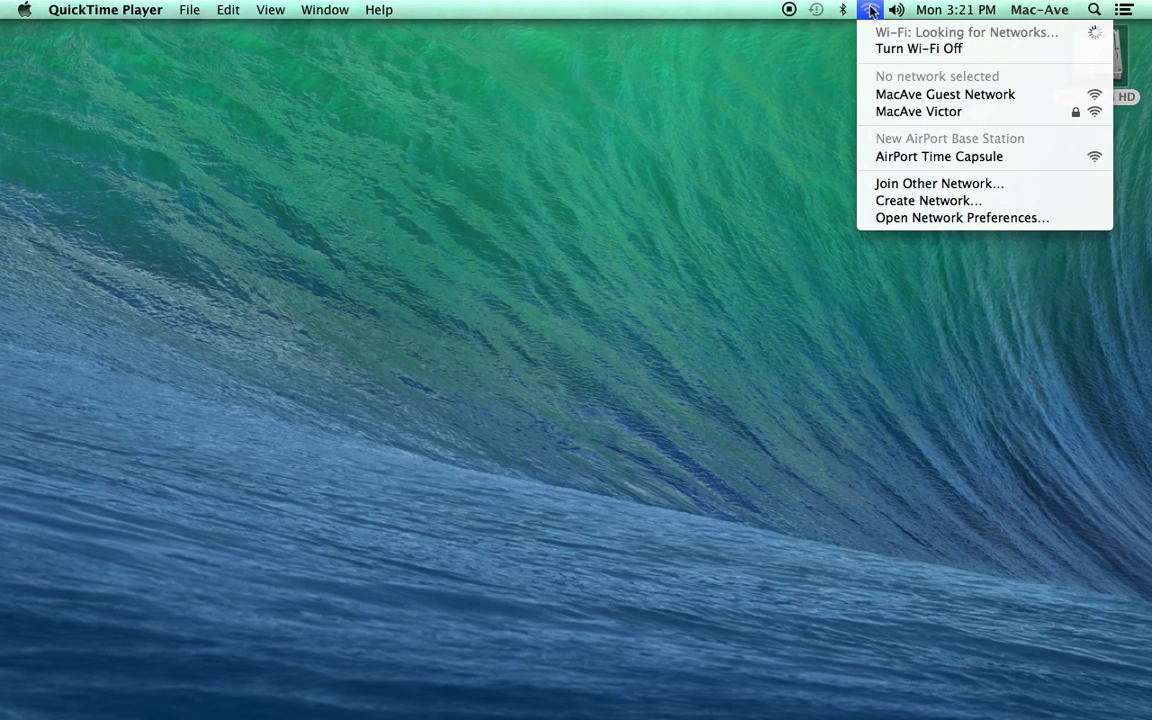 QuickTime Player File Edit View Window Help Mon 3:21 PM Mac-Ave
Wi-Fi: Looking for Networks...
Turn Wi-Fi Off
No network selected
MacAve Guest Network
MacAve Victor
New AirPort Base Station
AirPort Time Capsule
Join Other Network...
Create Network...
Open Network Preferences...
HD